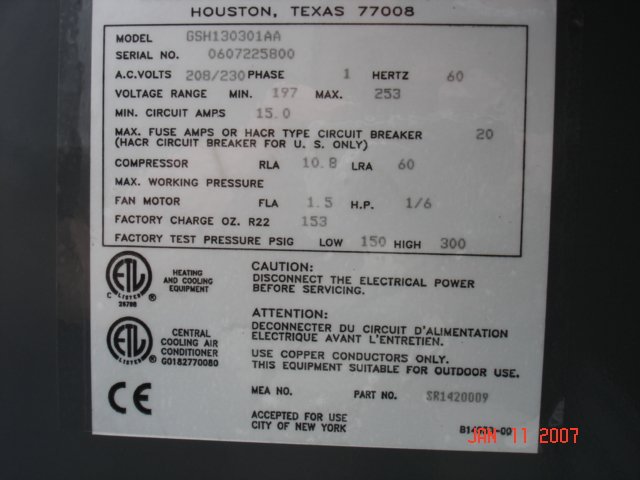 HOUSTON, TEXAS 77008
MODEL GSH130301AA
SERIAL NO. 0607225800
A.C.VOLTS 208/230 PHASE 1 HERTZ 60
VOLTAGE RANGE MIN. 197 MAX. 253
MIN. CIRCUIT AMPS 15.0
MAX. FUSE AMPS OR HACR TYPE CIRCUIT BREAKER 20
(HACR CIRCUIT BREAKER FOR U. S. ONLY)
COMPRESSOR RLA 10.8 LRA 60
MAX. WORKING PRESSURE
FAN MOTOR FLA 1.5 H.P. 1/6
FACTORY CHARGE OZ. R22 153
FACTORY TEST PRESSURE PSIG LOW 150 HIGH 300
ETL
C LISTED ®
HEATING
AND COOLING
EQUIPMENT
CAUTION:
DISCONNECT THE ELECTRICAL POWER
BEFORE SERVICING.
ETL
LISTED ®
CENTRAL
COOLING AIR
CONDITIONER
G0182770080
ATTENTION:
DECONNECTER DU CIRCUIT D'ALIMENTATION
ELECTRIQUE AVANT L'ENTRETIEN.
USE COPPER CONDUCTORS ONLY.
THIS EQUIPMENT SUITABLE FOR OUTDOOR USE.
CE
MEA NO. PART NO. SR1420009
ACCEPTED FOR USE
CITY OF NEW YORK
JAN 11 2007